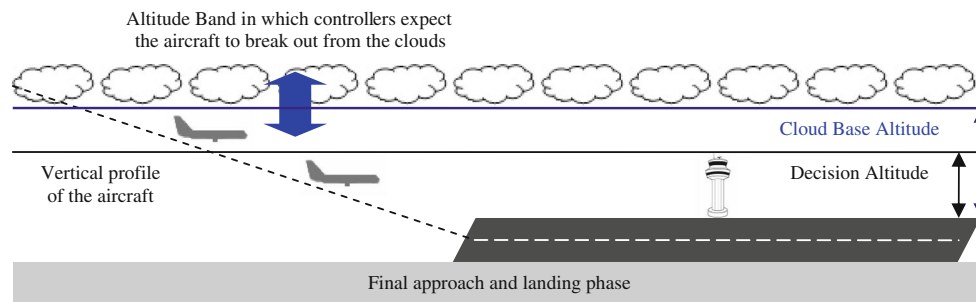 Altitude Band in which controllers expect
the aircraft to break out from the clouds
Cloud Base Altitude
Vertical profile
of the aircraft
Decision Altitude
Final approach and landing phase